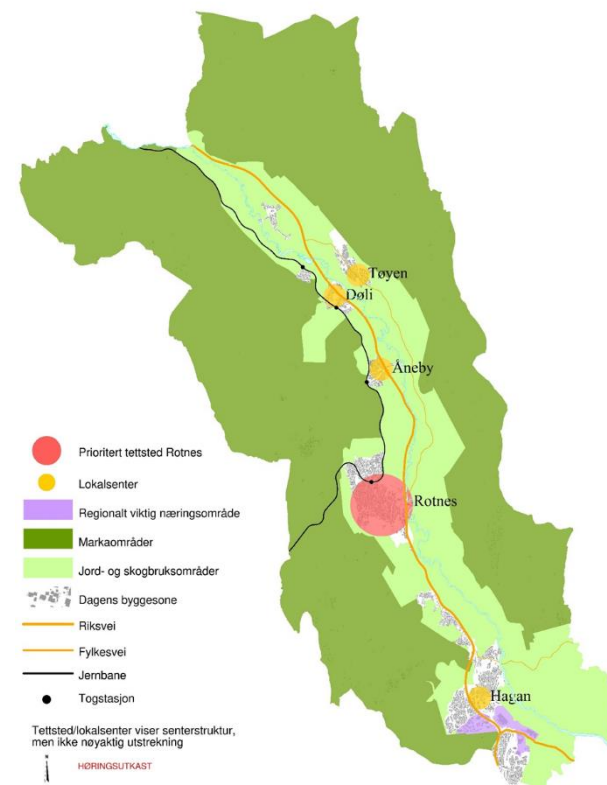 Tøyen
Døli
Åneby
Rotnes
Hagan
Prioritert tettsted Rotnes
Lokalsenter
Regionalt viktig næringsområde
Markaområder
Jord- og skogbruksområder
Dagens byggesone
Riksvei
Fylkesvei
Jernbane
Togstasjon
Tettsted/lokalsenter viser senterstruktur,
men ikke nøyaktig utstrekning
HØRINGSUTKAST